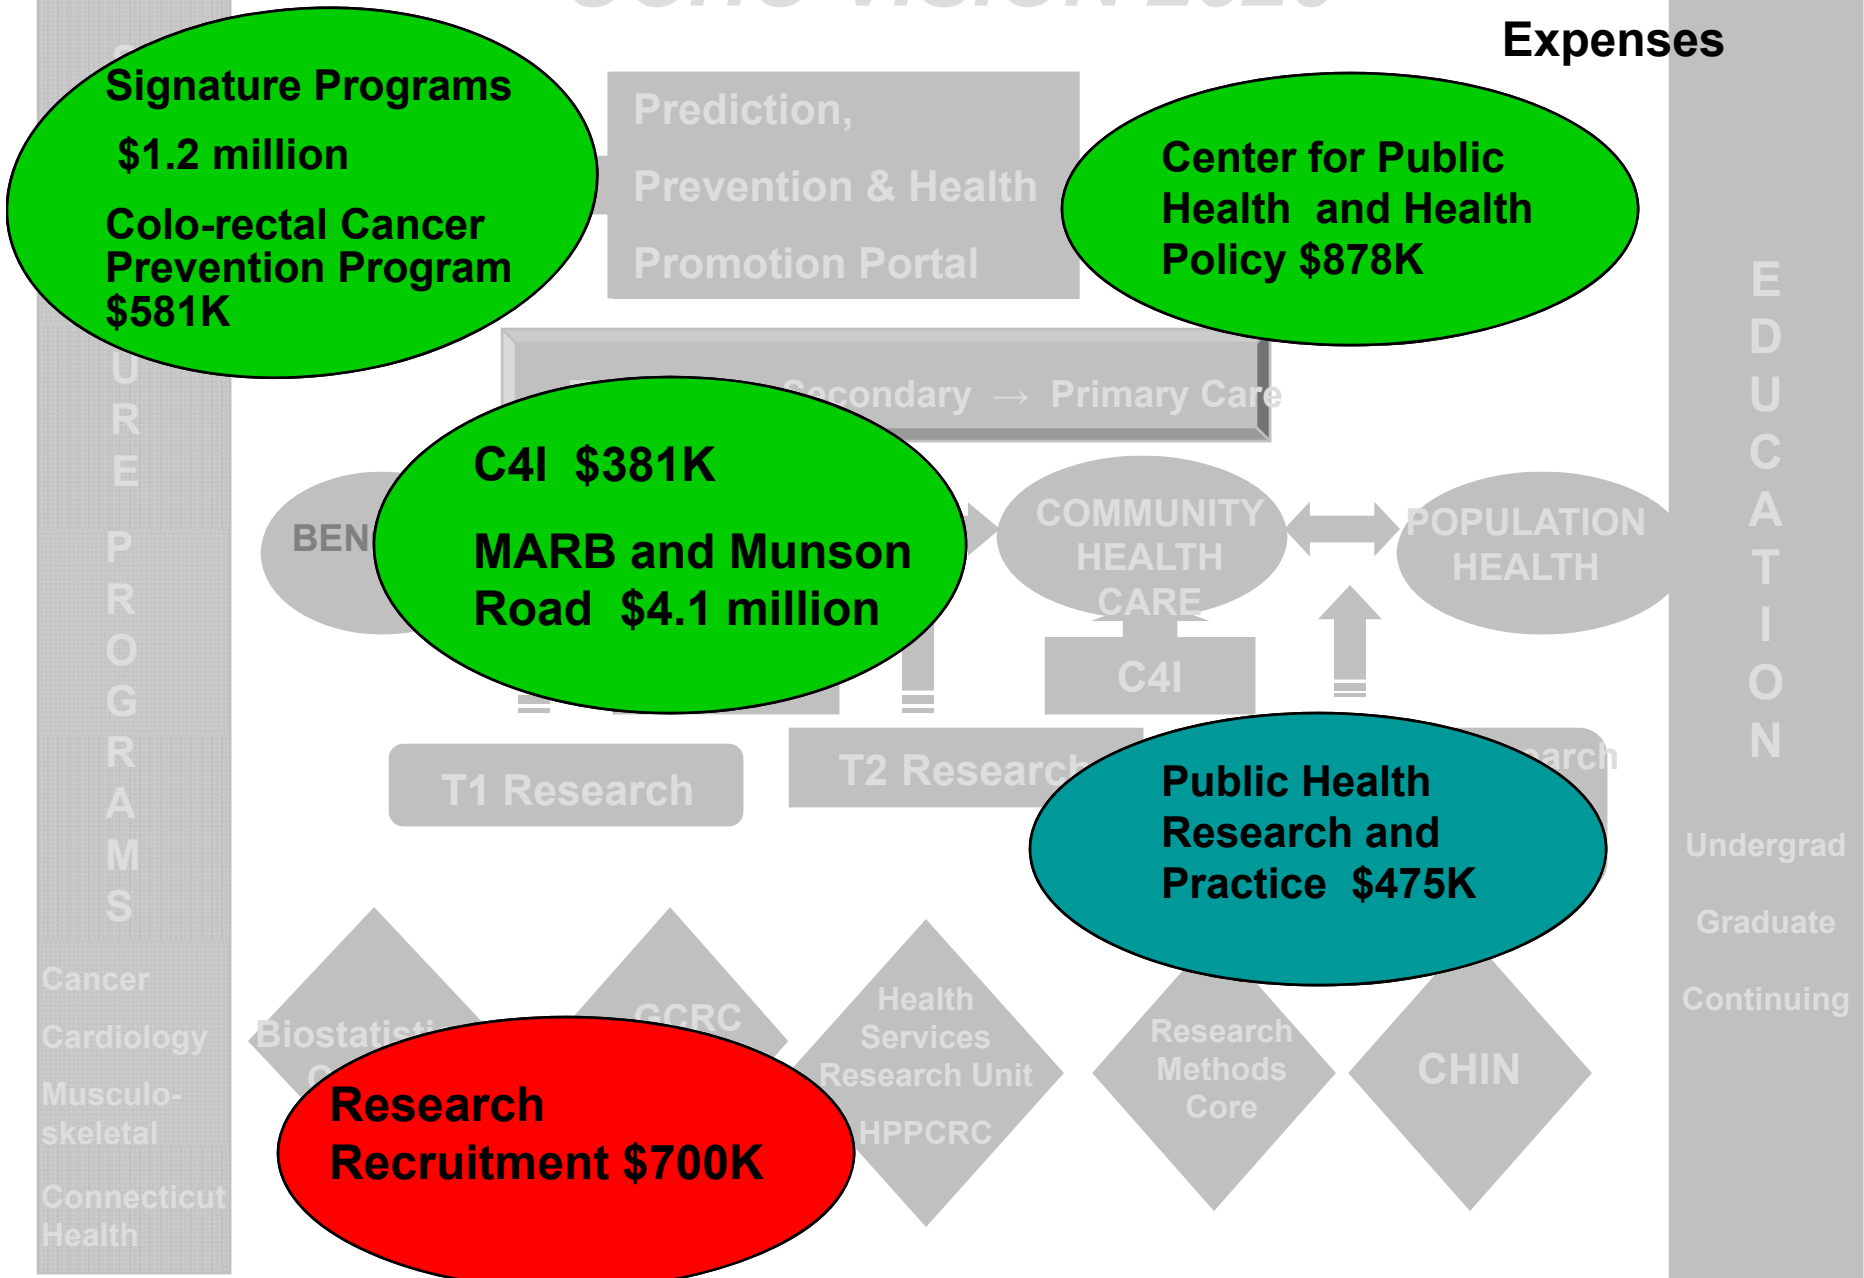 Expenses
Signature Programs
$1.2 million
Colo-rectal Cancer
Prevention Program
$581K
Prediction,
Prevention & Health
Promotion Portal
Center for Public
Health and Health
Policy $878K
Secondary → Primary Care
C4I $381K
MARB and Munson
Road $4.1 million
BEN
COMMUNITY
HEALTH
CARE
POPULATION
HEALTH
C4I
T1 Research
T2 Research
Public Health
Research and
Practice $475K
URE
PROGRAMS
Cancer
Cardiology
Musculo-
skeletal
Connecticut
Health
GCRC
Health
Services
Research Unit
HPPCRC
Research
Methods
Core
CHIN
Research
Recruitment $700K
EDUCATION
Undergrad
Graduate
Continuing